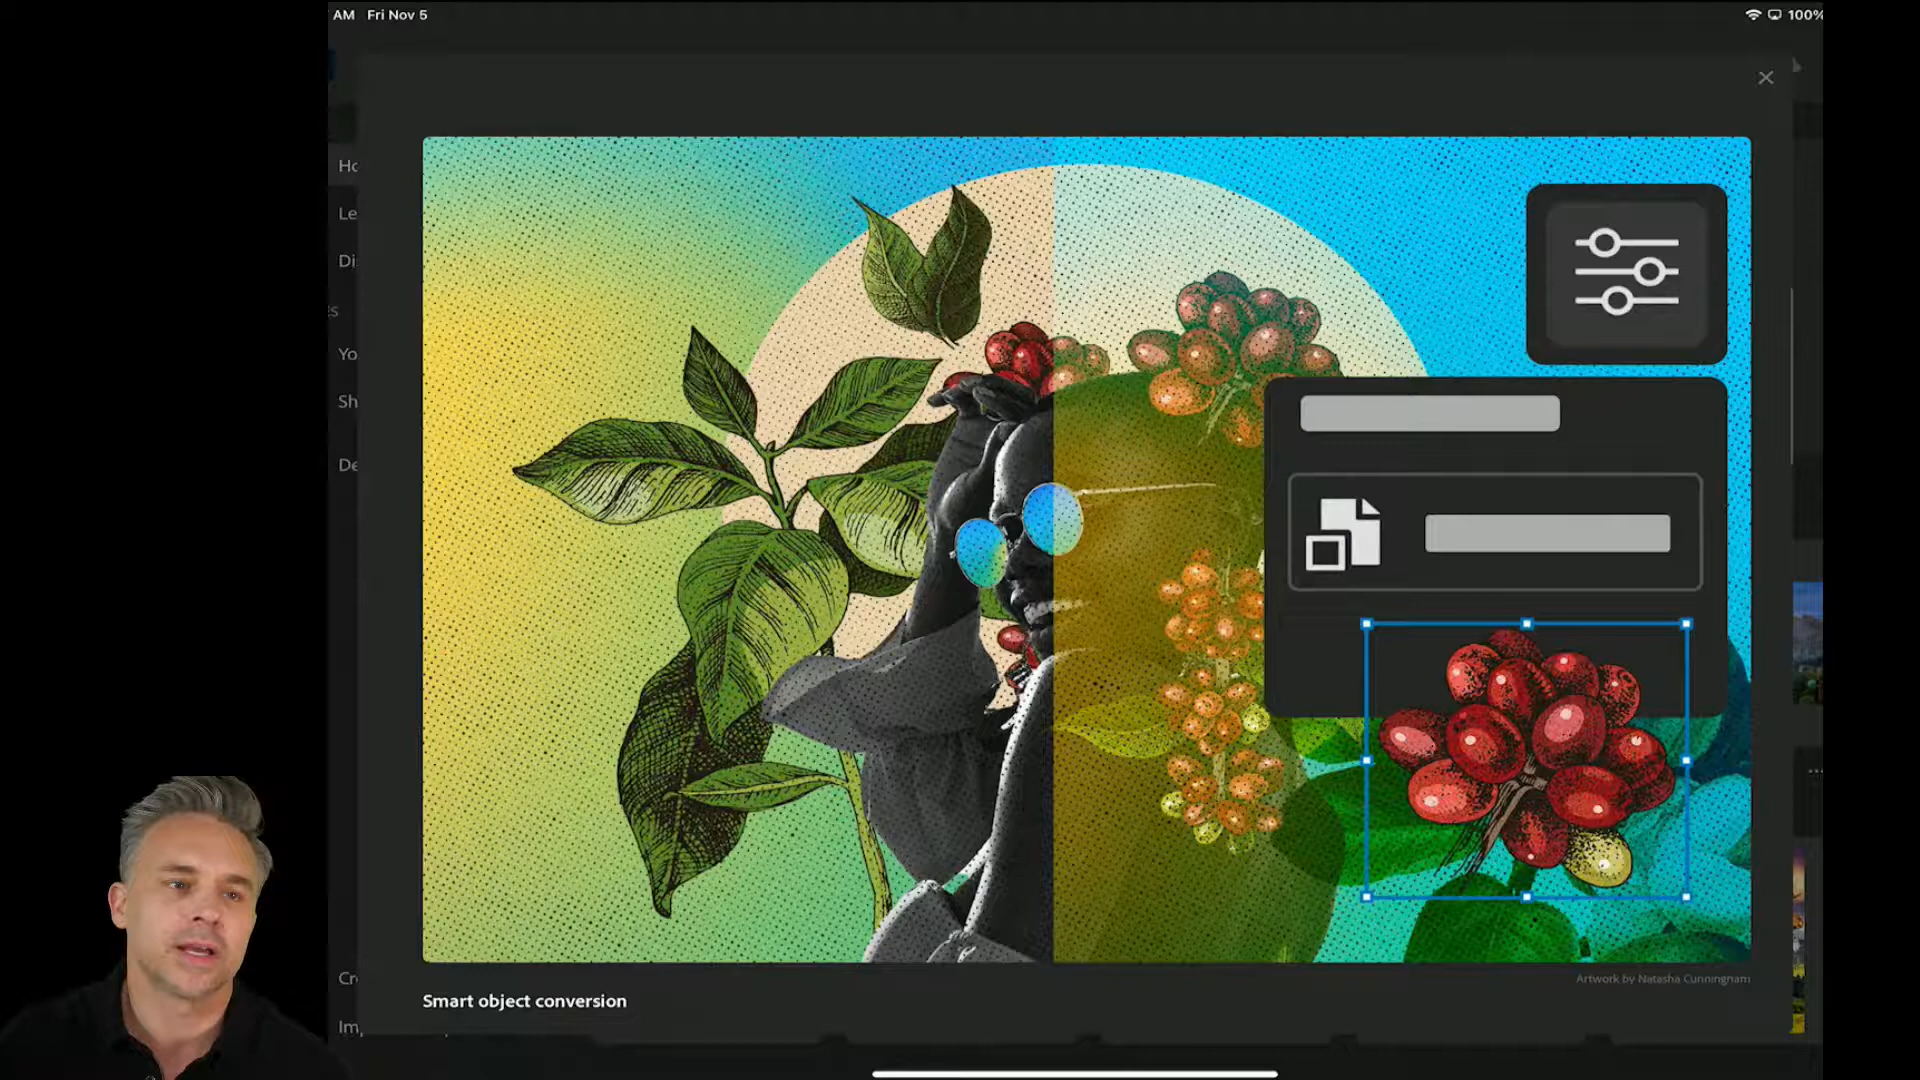 AM Fri Nov 5
100%
Ho
Le
Di
s
Yo
Sh
De
Cr
Im
Artwork by Natasha Cunningham
Smart object conversion